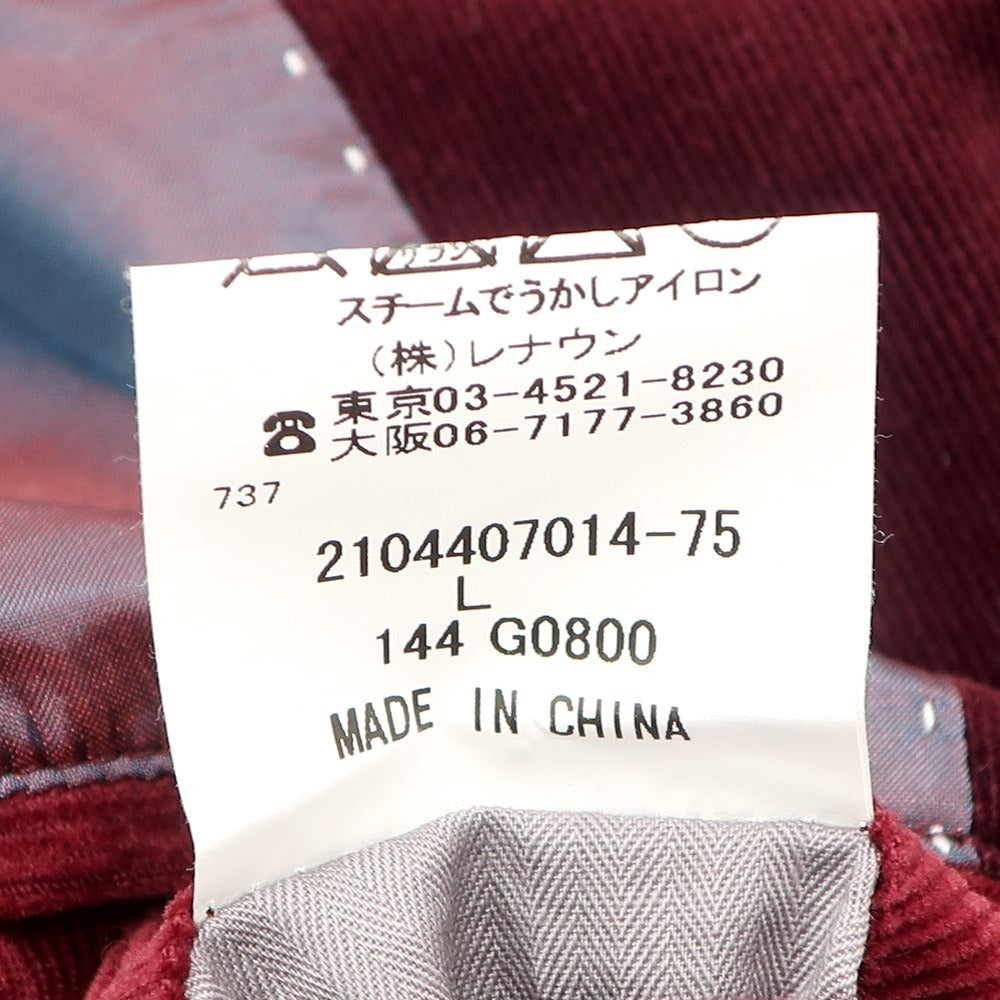 スチームでうかしアイロン
(株)レナウン
☎ 東京03-4521-8230
大阪06-7177-3860
737
2104407014-75
L
144 G0800
MADE IN CHINA